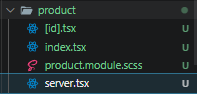 product
[id].tsx U
index.tsx U
product.module.scss U
server.tsx U